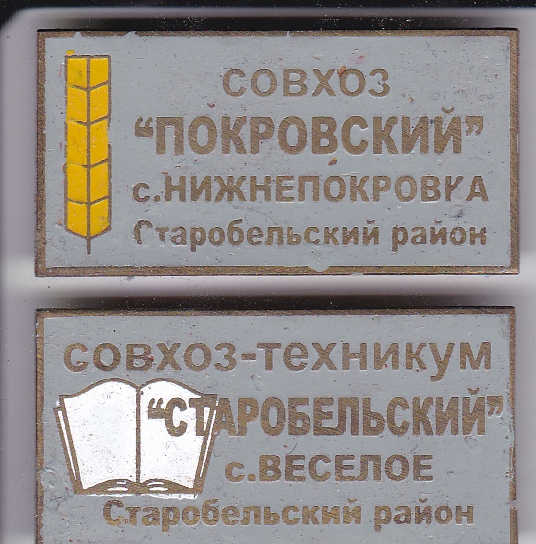 СОВХОЗ
“ПОКРОВСКИЙ”
с.НИЖНЕПОКРОВКА
Старобельский район
СОВХОЗ-ТЕХНИКУМ
“СТАРОБЕЛЬСКИЙ”
с.ВЕСЕЛОЕ
Старобельский район